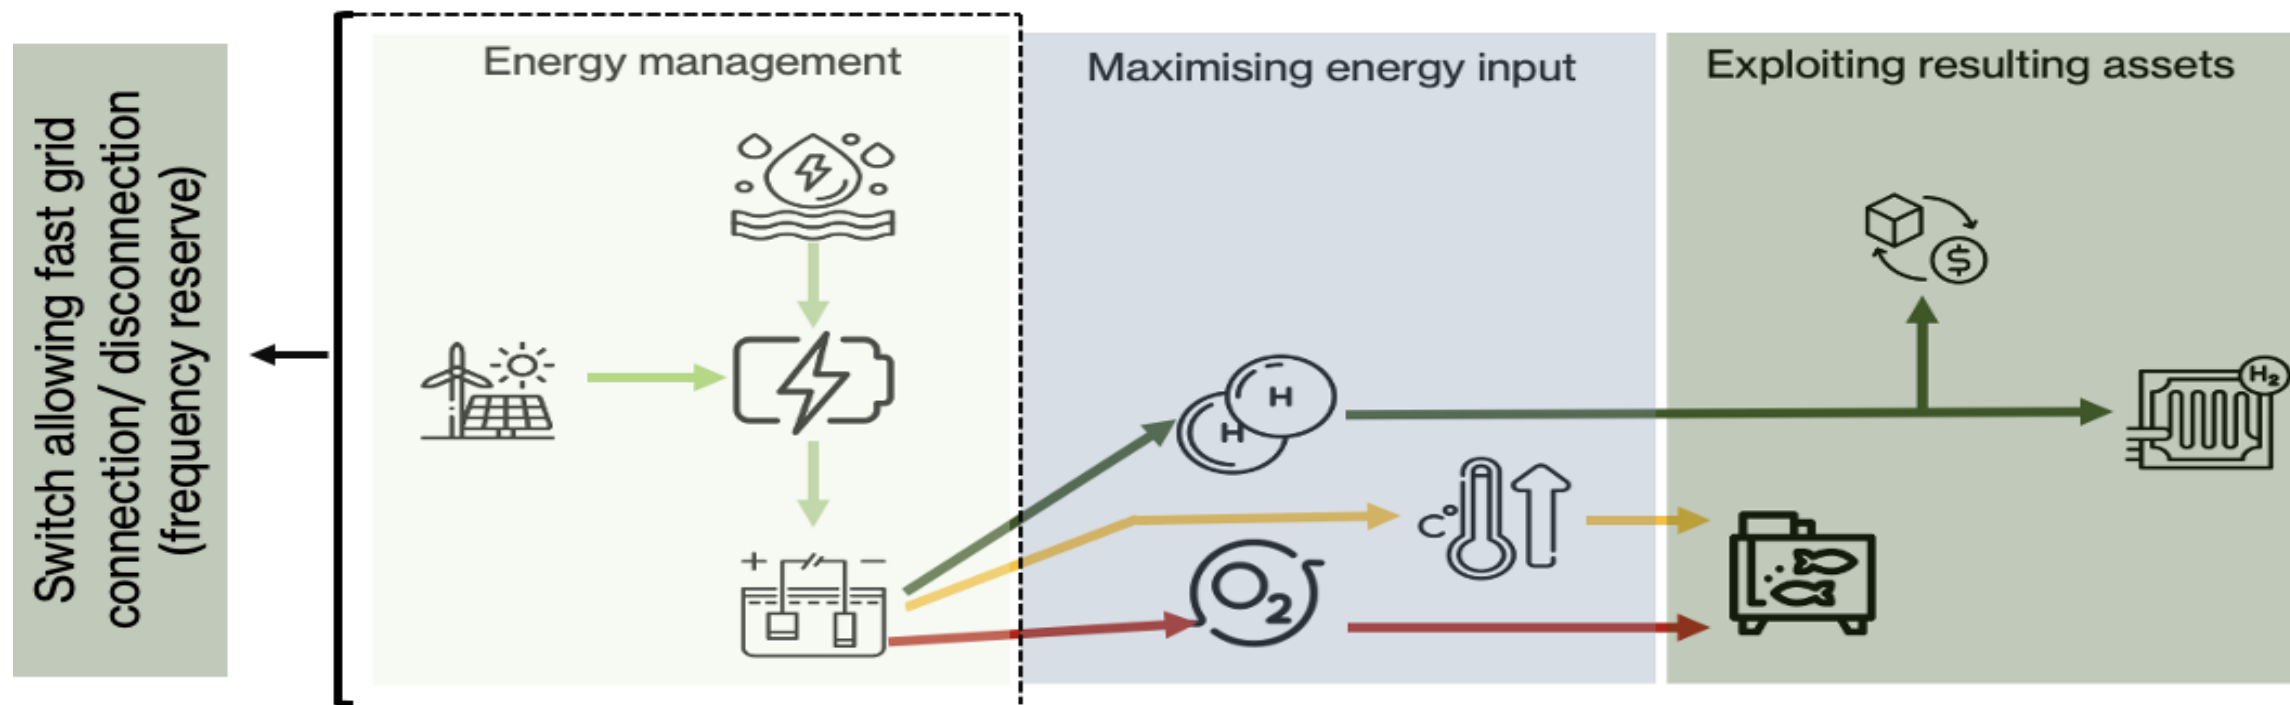 Switch allowing fast grid
connection/ disconnection
(frequency reserve)
Energy management
Maximising energy input
Exploiting resulting assets
$
H
H
H₂
C°
O₂
+ −